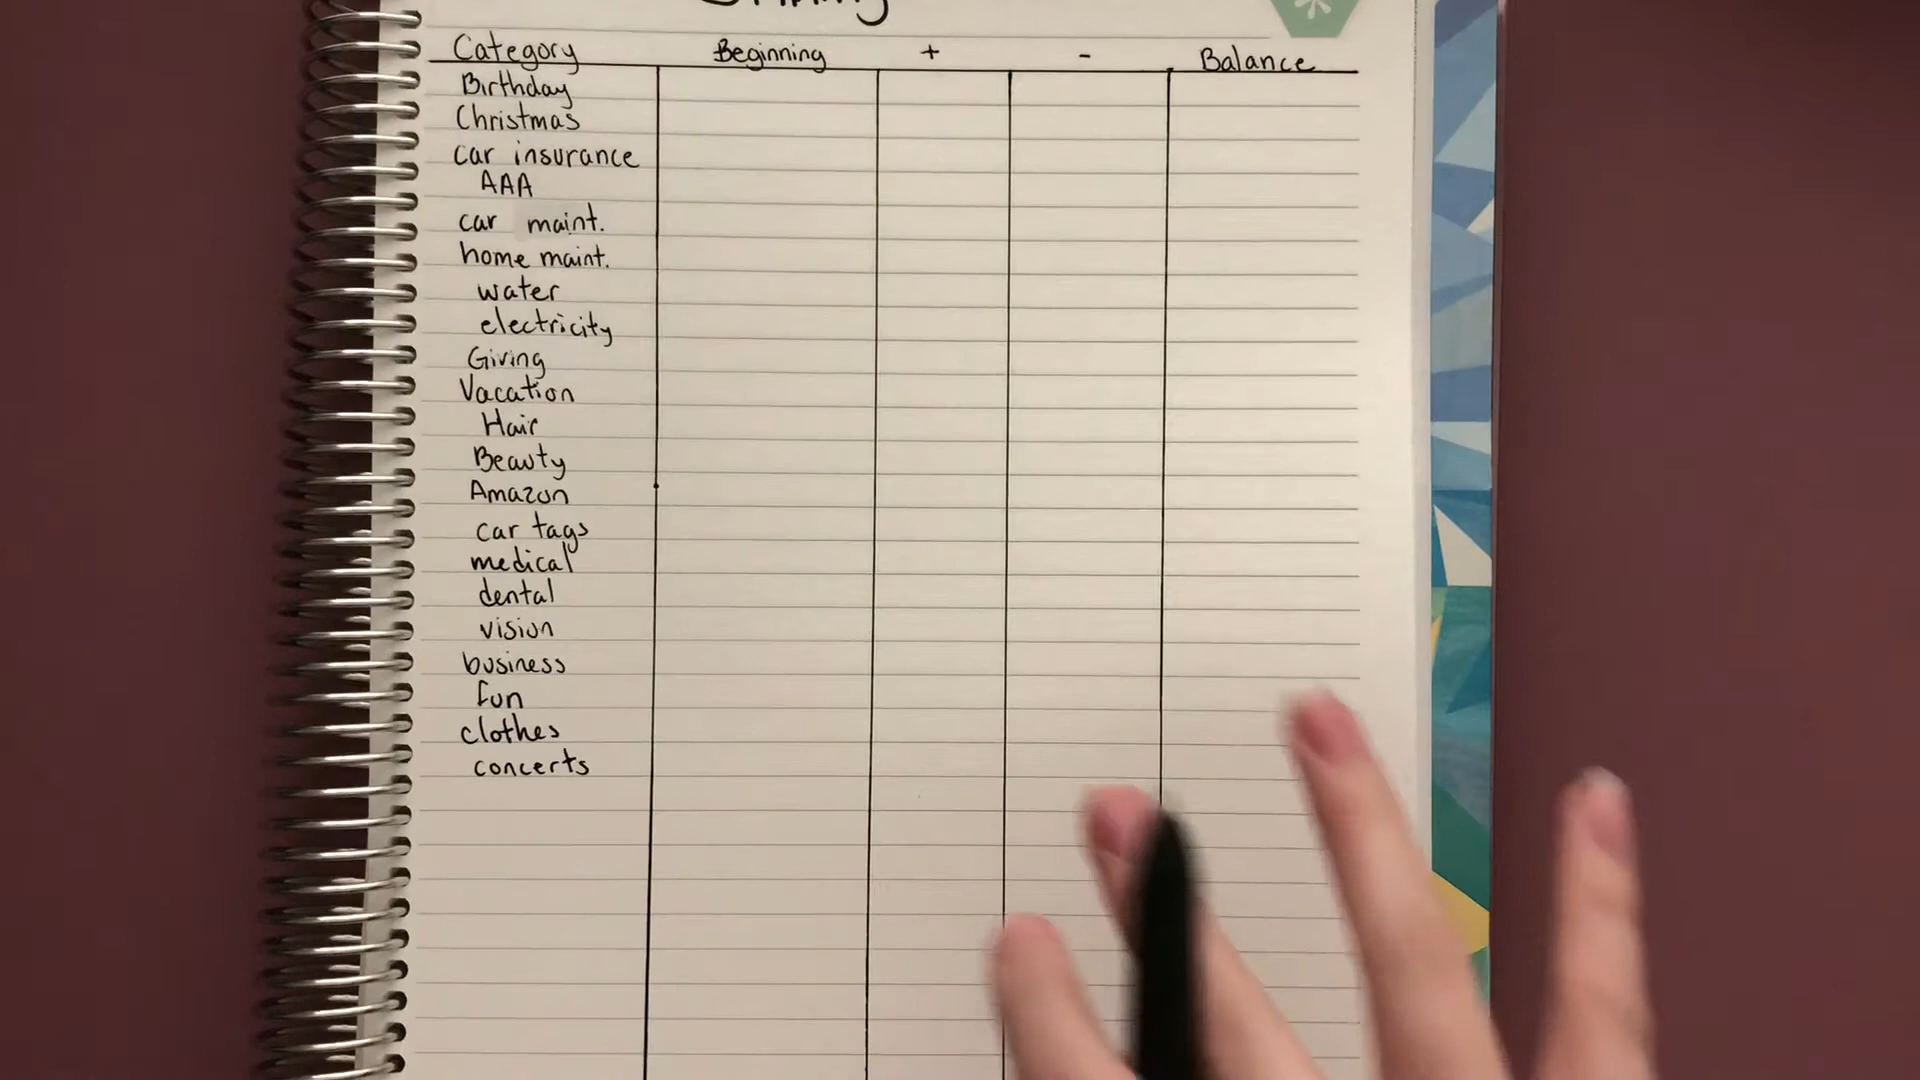 Category Beginning + - Balance
Birthday
Christmas
car insurance
AAA
car maint.
home maint.
water
electricity
Giving
Vacation
Hair
Beauty
Amazon
car tags
medical
dental
vision
business
fun
clothes
concerts